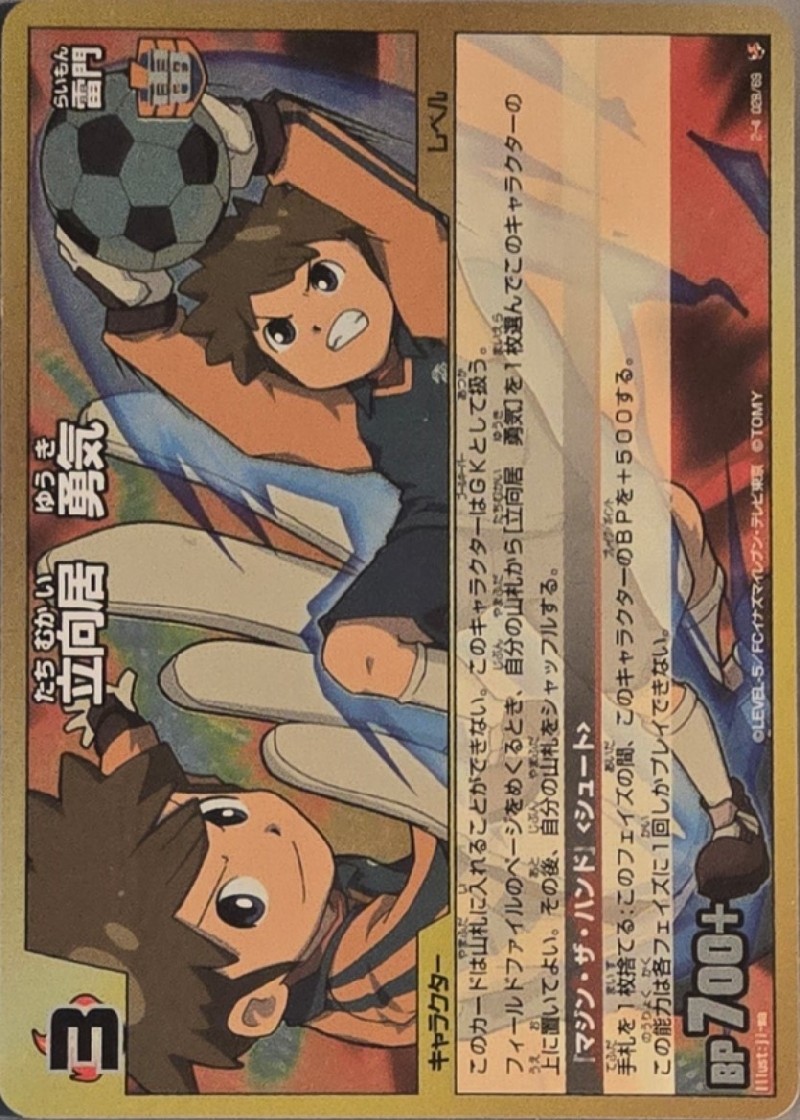 3
たちむかい ゆうき
立向居 勇気
らいもん
雷門
キャラクター
レベル
このカードは山札に入れることができない。このキャラクターはGKとして扱う。
フィールドファイルのページをめくるとき、自分の山札から[立向居 勇気]を1枚選んでこのキャラクターの
上に置いてよい。その後、自分の山札をシャッフルする。
『マジン・ザ・ハンド』<シュート>
手札を1枚捨てる:このフェイズの間、このキャラクターのBPを+500する。
この能力は各フェイズに1回しかプレイできない。
BP 700+
©LEVEL-5/FCイナズマイレブン・テレビ東京 ©TOMY
2-4 029/69